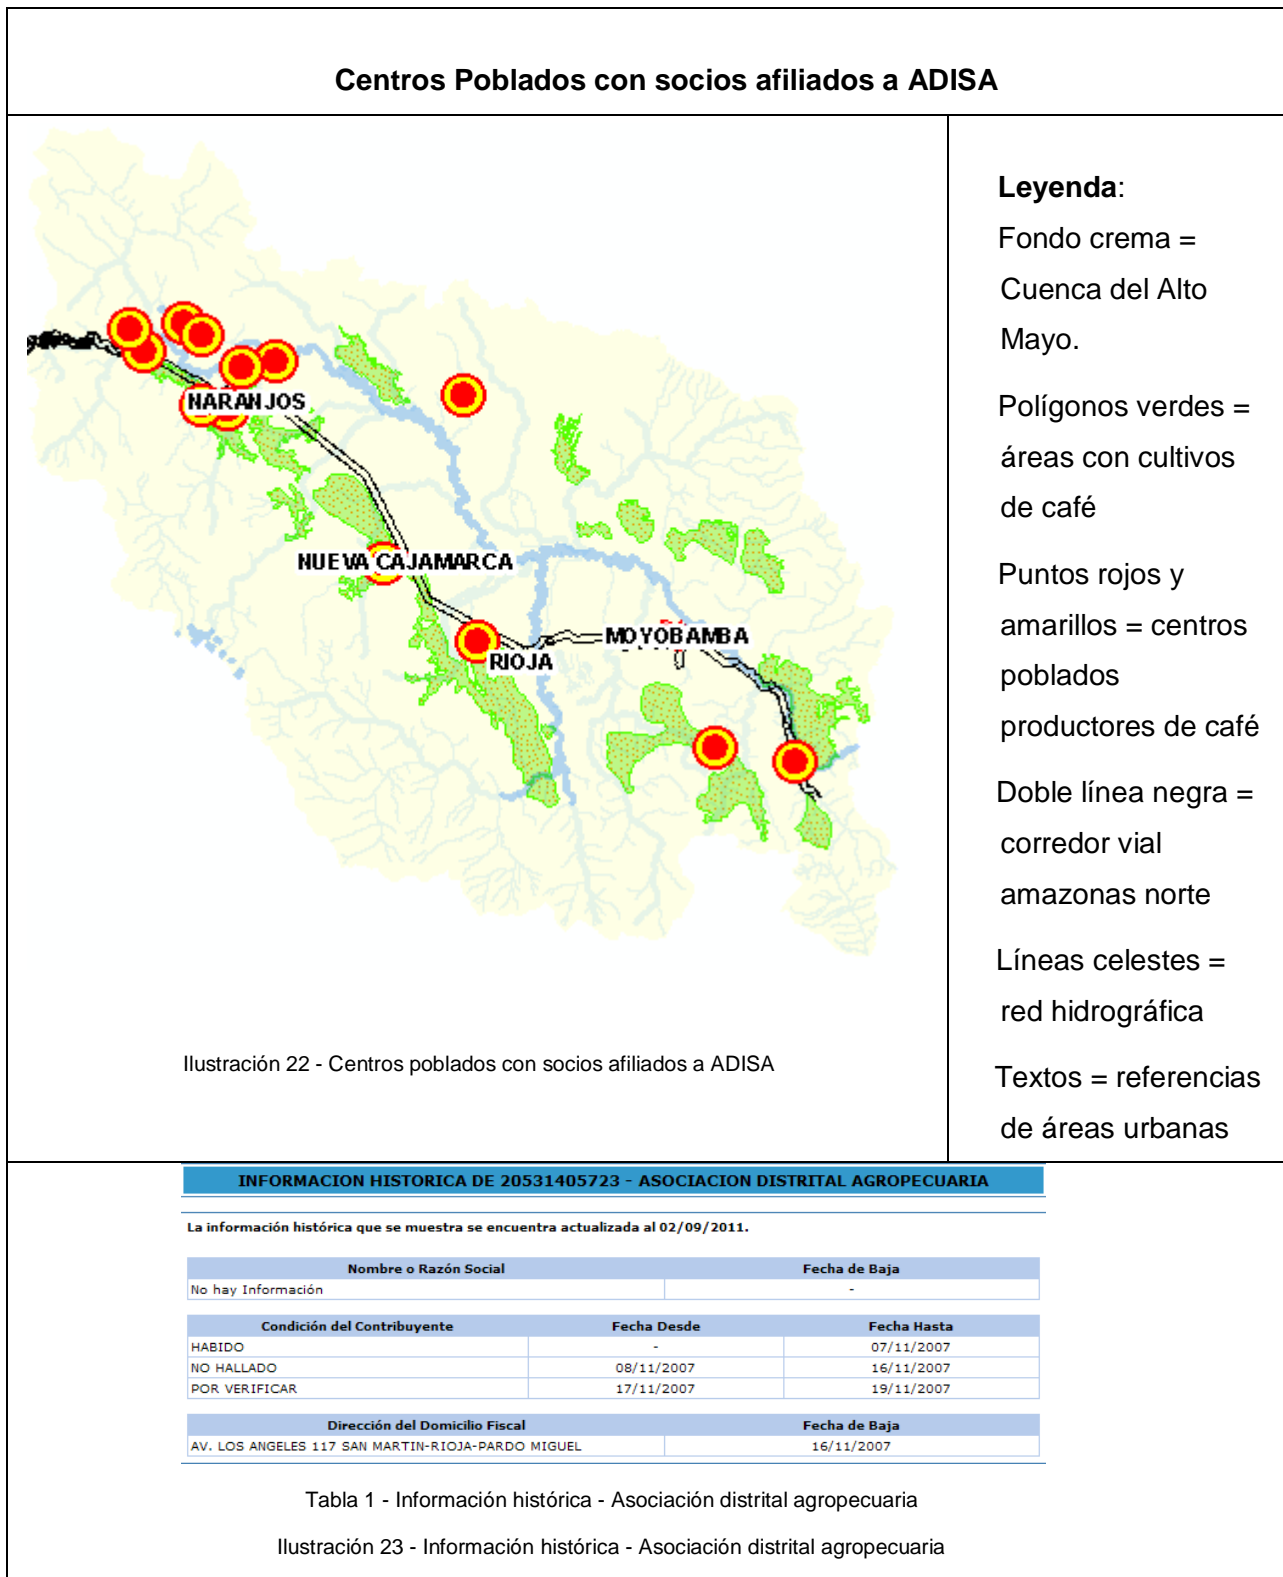 Centros Poblados con socios afiliados a ADISA
NARANJOS
NUEVA CAJAMARCA
MOYOBAMBA
RIOJA
Ilustración 22 - Centros poblados con socios afiliados a ADISA
Leyenda:
Fondo crema =
Cuenca del Alto
Mayo.
Polígonos verdes =
áreas con cultivos
de café
Puntos rojos y
amarillos = centros
poblados
productores de café
Doble línea negra =
corredor vial
amazonas norte
Líneas celestes =
red hidrográfica
Textos = referencias
de áreas urbanas
INFORMACION HISTORICA DE 20531405723 - ASOCIACION DISTRITAL AGROPECUARIA
La información histórica que se muestra se encuentra actualizada al 02/09/2011.
Nombre o Razón Social Fecha de Baja
No hay Información -
Condición del Contribuyente Fecha Desde Fecha Hasta
HABIDO - 07/11/2007
NO HALLADO 08/11/2007 16/11/2007
POR VERIFICAR 17/11/2007 19/11/2007
Dirección del Domicilio Fiscal Fecha de Baja
AV. LOS ANGELES 117 SAN MARTIN-RIOJA-PARDO MIGUEL 16/11/2007
Tabla 1 - Información histórica - Asociación distrital agropecuaria
Ilustración 23 - Información histórica - Asociación distrital agropecuaria